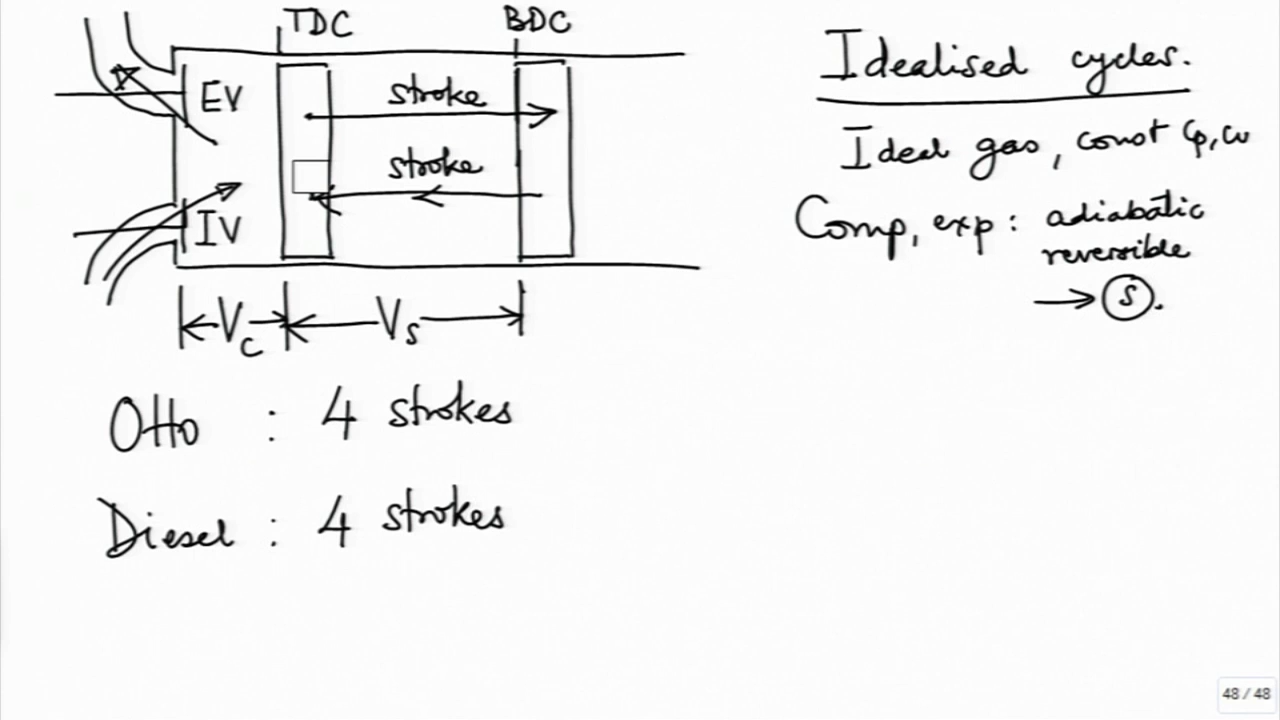 TDC BDC
EV stroke
stroke
IV
Vc Vs
Otto : 4 strokes
Diesel : 4 strokes
Idealised cycles.
Ideal gas, const Cp, Cv
Comp, exp : adiabatic
reversible
→ S.
48 / 48